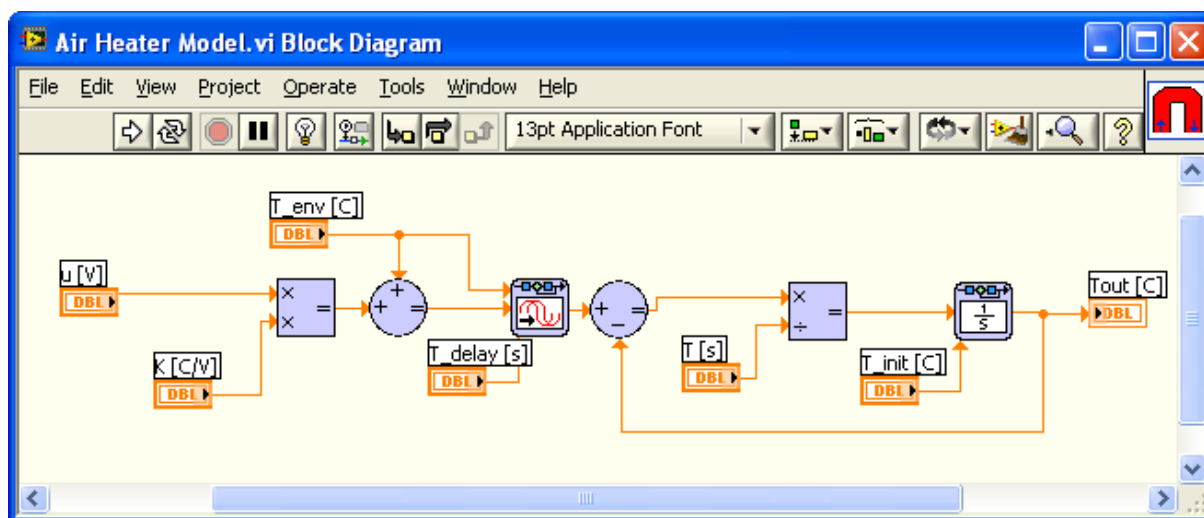 Air Heater Model.vi Block Diagram
File Edit View Project Operate Tools Window Help
13pt Application Font
T_env [C]
DBL
u [V]
DBL
× × =
+ + =
+ − =
× ÷ =
1
s
Tout [C]
DBL
K [C/V]
DBL
T_delay [s]
DBL
T [s]
DBL
T_init [C]
DBL